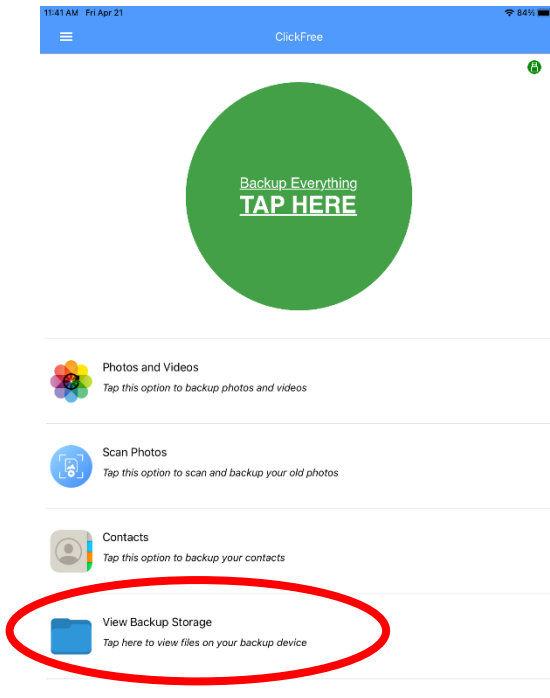 11:41 AM Fri Apr 21 84%
ClickFree
Backup Everything
TAP HERE
Photos and Videos
Tap this option to backup photos and videos
Scan Photos
Tap this option to scan and backup your old photos
Contacts
Tap this option to backup your contacts
View Backup Storage
Tap here to view files on your backup device